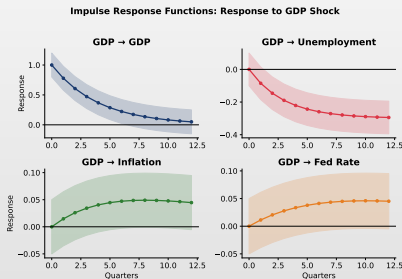 Impulse Response Functions: Response to GDP Shock
GDP → GDP
GDP → Unemployment
Response
1.0
0.5
0.0
0.0
−0.2
−0.4
0.0 2.5 5.0 7.5 10.0 12.5
0.0 2.5 5.0 7.5 10.0 12.5
GDP → Inflation
GDP → Fed Rate
Response
0.10
0.05
0.00
−0.05
0.10
0.05
0.00
−0.05
0.0 2.5 5.0 7.5 10.0 12.5
0.0 2.5 5.0 7.5 10.0 12.5
Quarters
Quarters